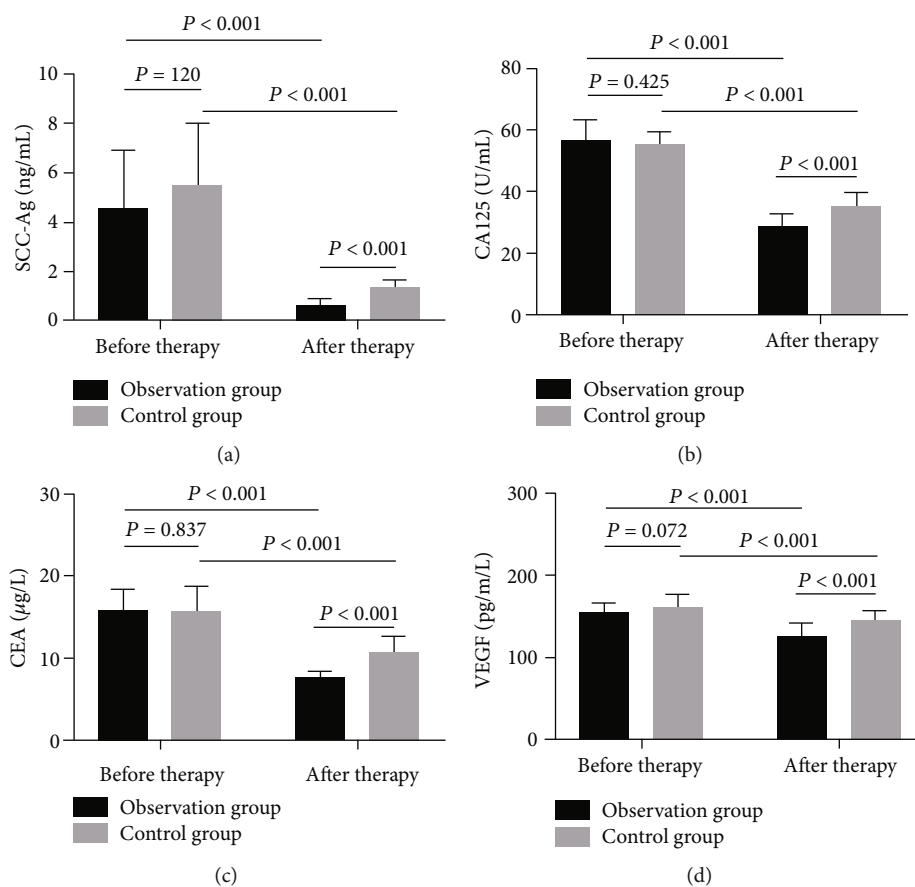 P < 0.001
P = 120
P < 0.001
P < 0.001
SCC-Ag (ng/mL)
10
8
6
4
2
0
Before therapy
After therapy
Observation group
Control group
(a)
P < 0.001
P = 0.425
P < 0.001
P < 0.001
CA125 (U/mL)
80
60
40
20
0
Before therapy
After therapy
Observation group
Control group
(b)
P < 0.001
P = 0.837
P < 0.001
P < 0.001
CEA (μg/L)
30
20
10
0
Before therapy
After therapy
Observation group
Control group
(c)
P < 0.001
P = 0.072
P < 0.001
P < 0.001
VEGF (pg/m/L)
300
200
100
0
Before therapy
After therapy
Observation group
Control group
(d)